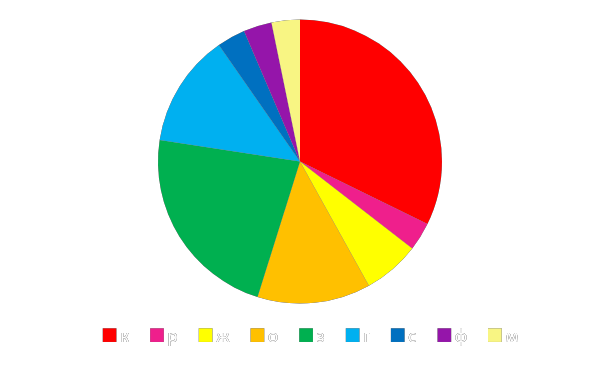 к р ж о з г с ф м